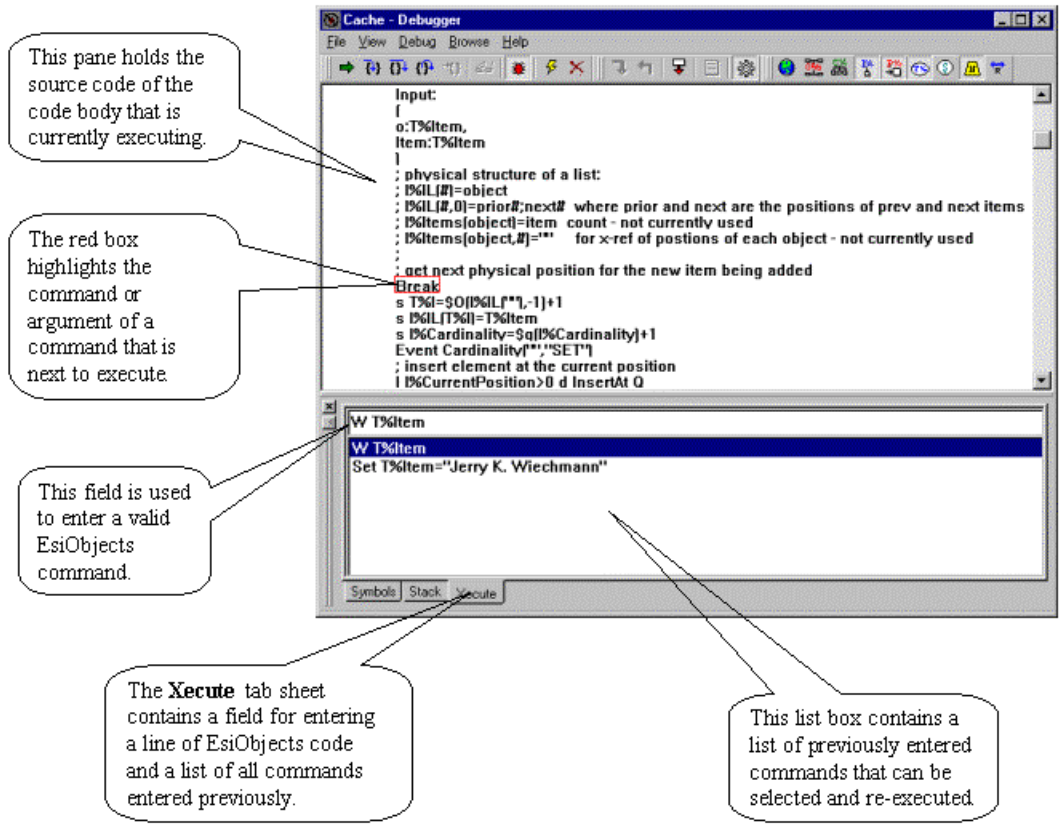 This pane holds the
source code of the
code body that is
currently executing.
The red box
highlights the
command or
argument of a
command that is
next to execute.
This field is used
to enter a valid
EsiObjects
command.
Cache - Debugger
File View Debug Browse Help
Input:
(
o:T%Item,
Item:T%Item
)
; physical structure of a list:
; I%IL(#)=object
; I%IL(#,0)=prior#;next# where prior and next are the positions of prev and next items
; I%Items(object)=item count - not currently used
; I%Items(object,#)="" for x-ref of postions of each object - not currently used
;
; get next physical position for the new item being added
Break
s T%I=$O(I%IL(""),-1)+1
s I%IL(T%I)=T%Item
s I%Cardinality=$g(I%Cardinality)+1
Event Cardinality("","SET")
; insert element at the current position
I I%CurrentPosition>0 d InsertAt Q
W T%Item
W T%Item
Set T%Item="Jerry K. Wiechmann"
Symbols Stack Xecute
The Xecute tab sheet
contains a field for entering
a line of EsiObjects code
and a list of all commands
entered previously.
This list box contains a
list of previously entered
commands that can be
selected and re-executed